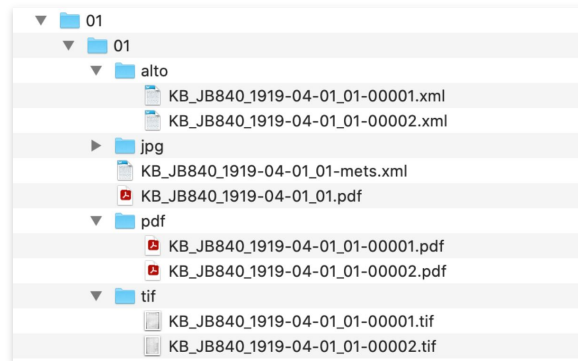 01
01
alto
KB_JB840_1919-04-01_01-00001.xml
KB_JB840_1919-04-01_01-00002.xml
jpg
KB_JB840_1919-04-01_01-mets.xml
KB_JB840_1919-04-01_01.pdf
pdf
KB_JB840_1919-04-01_01-00001.pdf
KB_JB840_1919-04-01_01-00002.pdf
tif
KB_JB840_1919-04-01_01-00001.tif
KB_JB840_1919-04-01_01-00002.tif